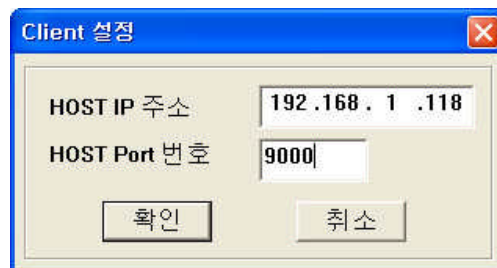 Client 설정
HOST IP 주소 192 .168 . 1 .118
HOST Port 번호 9000
확인 취소